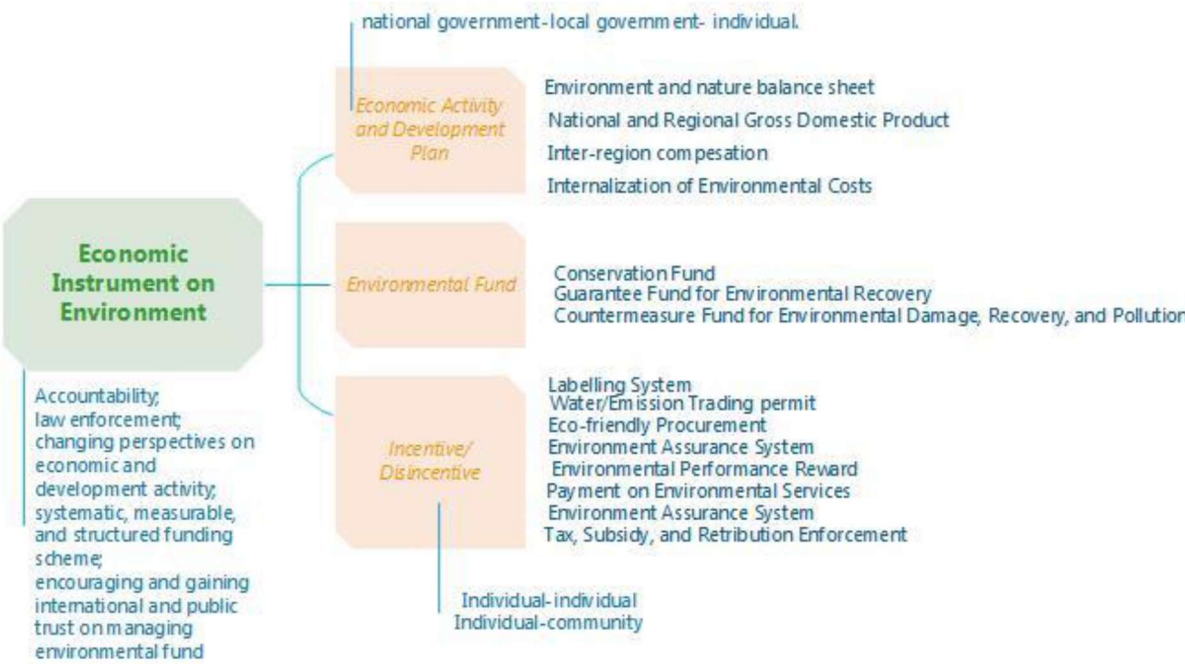 national government-local government- individual.
Economic Activity
and Development
Plan
Environment and nature balance sheet
National and Regional Gross Domestic Product
Inter-region compesation
Internalization of Environmental Costs
Economic
Instrument on
Environment
Environmental Fund
Conservation Fund
Guarantee Fund for Environmental Recovery
Countermeasure Fund for Environmental Damage, Recovery, and Pollution
Accountability;
law enforcement;
changing perspectives on
economic and
development activity;
systematic, measurable,
and structured funding
scheme;
encouraging and gaining
international and public
trust on managing
environmental fund
Incentive/
Disincentive
Labelling System
Water/Emission Trading permit
Eco-friendly Procurement
Environment Assurance System
Environmental Performance Reward
Payment on Environmental Services
Environment Assurance System
Tax, Subsidy, and Retribution Enforcement
Individual-individual
Individual-community